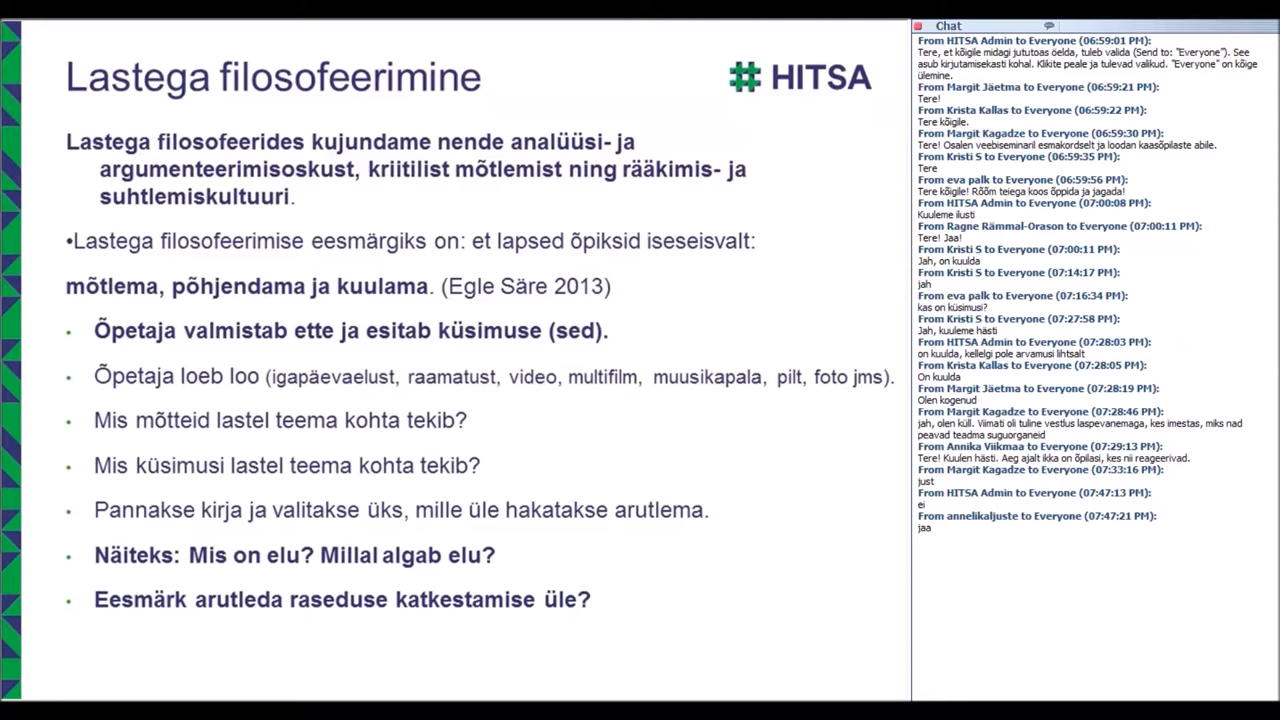 Lastega filosofeerimine
HITSA
Lastega filosofeerides kujundame nende analüüsi- ja
argumenteerimisoskust, kriitilist mõtlemist ning rääkimis- ja
suhtlemiskultuuri.
•Lastega filosofeerimise eesmärgiks on: et lapsed õpiksid iseseisvalt:
mõtlema, põhjendama ja kuulama. (Egle Säre 2013)
• Õpetaja valmistab ette ja esitab küsimuse (sed).
• Õpetaja loeb loo (igapäevaelust, raamatust, video, multifilm, muusikapala, pilt, foto jms).
• Mis mõtteid lastel teema kohta tekib?
• Mis küsimusi lastel teema kohta tekib?
• Pannakse kirja ja valitakse üks, mille üle hakatakse arutlema.
• Näiteks: Mis on elu? Millal algab elu?
• Eesmärk arutleda raseduse katkestamise üle?
Chat
From HITSA Admin to Everyone (06:59:01 PM):
Tere, et kõigile midagi jututoas öelda, tuleb valida (Send to: "Everyone"). See
asub kirjutamisekasti kohal. Klikite peale ja tulevad valikud. "Everyone" on kõige
ülemine.
From Margit Jäetma to Everyone (06:59:21 PM):
Tere!
From Krista Kallas to Everyone (06:59:22 PM):
Tere kõigile.
From Margit Kagadze to Everyone (06:59:30 PM):
Tere! Osalen veebiseminaril esmakordselt ja loodan kaasõpilaste abile.
From Kristi S to Everyone (06:59:35 PM):
Tere
From eva palk to Everyone (06:59:56 PM):
Tere kõigile! Rõõm teiega koos õppida ja jagada!
From HITSA Admin to Everyone (07:00:08 PM):
Kuuleme ilusti
From Ragne Rämmal-Orason to Everyone (07:00:11 PM):
Tere! Jaa!
From Kristi S to Everyone (07:00:11 PM):
Jah, on kuulda
From Kristi S to Everyone (07:14:17 PM):
jah
From eva palk to Everyone (07:16:34 PM):
kas on küsimusi?
From Kristi S to Everyone (07:27:58 PM):
Jah, kuuleme hästi
From HITSA Admin to Everyone (07:28:03 PM):
on kuulda, kellelgi pole arvamusi lihtsalt
From Krista Kallas to Everyone (07:28:05 PM):
On kuulda
From Margit Jäetma to Everyone (07:28:19 PM):
Olen kogenud
From Margit Kagadze to Everyone (07:28:46 PM):
jah, olen küll. Viimati oli tuline vestlus laspevanemaga, kes imestas, miks nad
peavad teadma suguorganeid
From Annika Viikmaa to Everyone (07:29:13 PM):
Tere! Kuulen hästi. Aeg ajalt ikka on õpilasi, kes nii reageerivad.
From Margit Kagadze to Everyone (07:33:16 PM):
just
From HITSA Admin to Everyone (07:47:13 PM):
ei
From annelikaljuste to Everyone (07:47:21 PM):
jaa